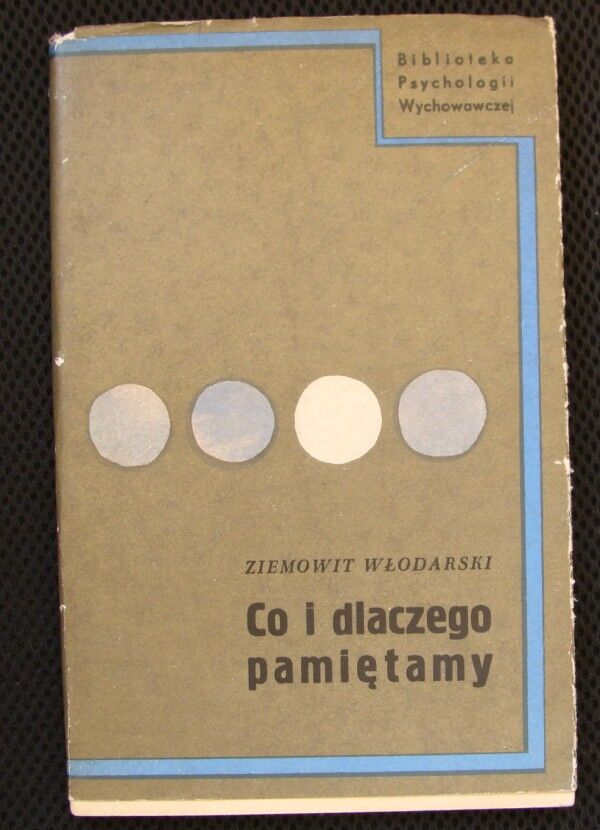 Biblioteka
Psychologii
Wychowawczej
ZIEMOWIT WŁODARSKI
Co i dlaczego
pamiętamy